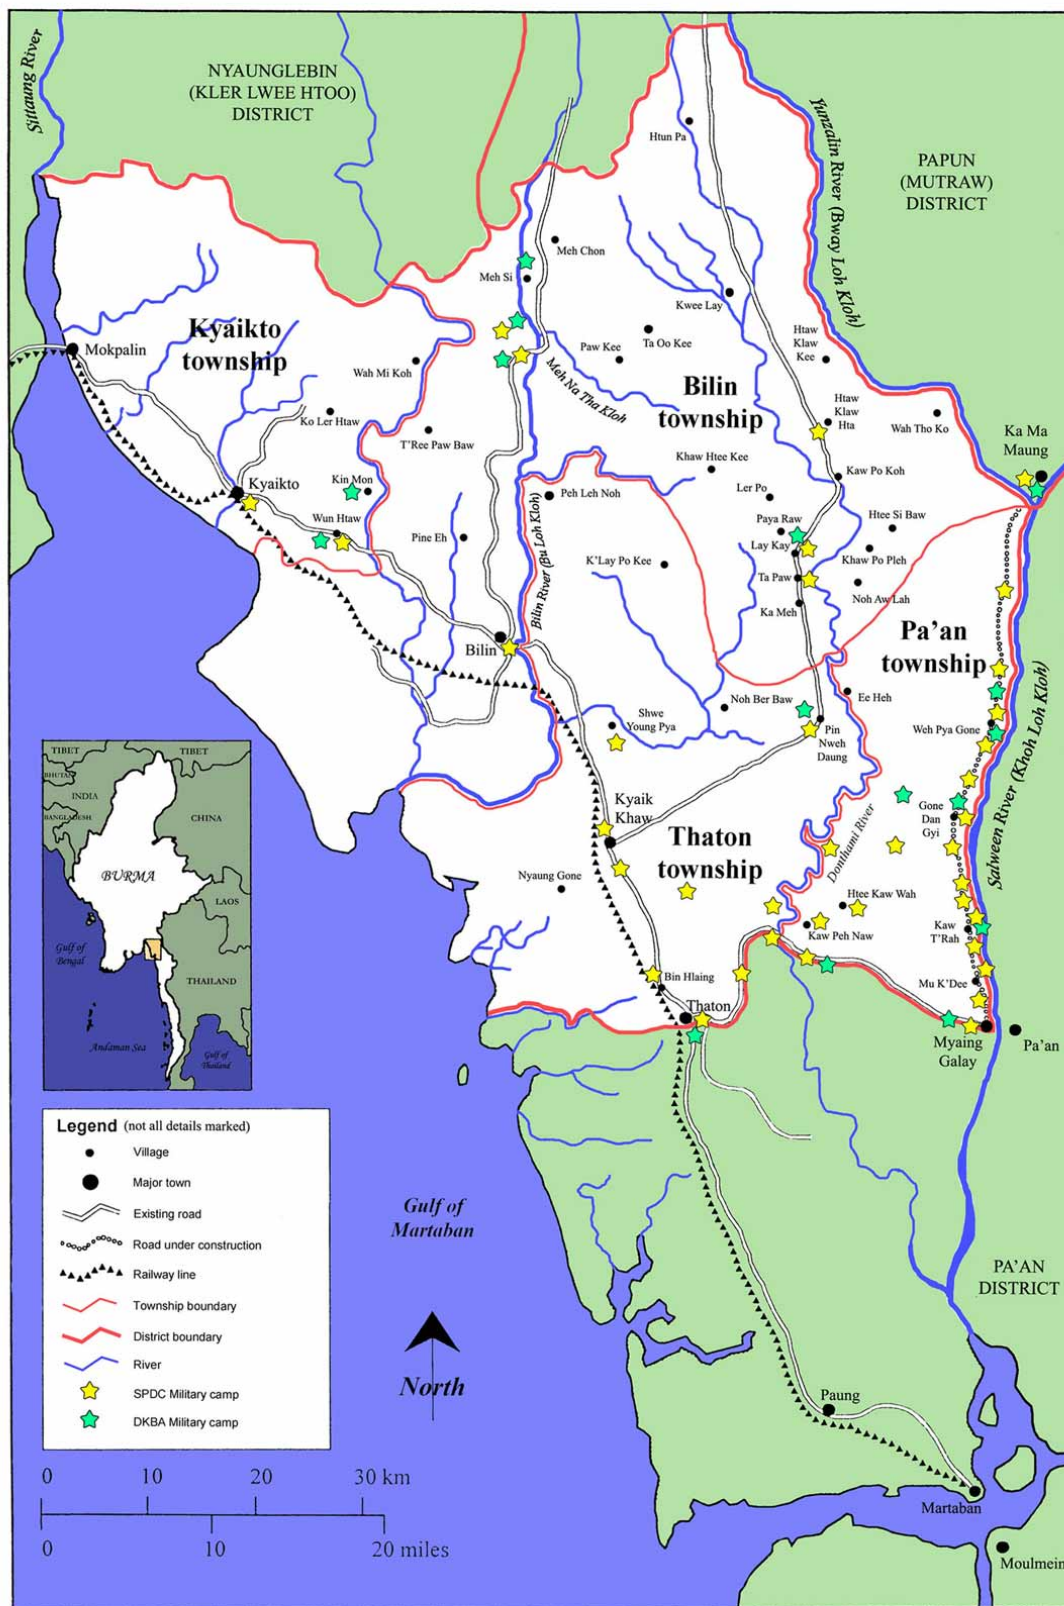 Sittaung River
NYAUNGLEBIN
(KLER LWEE HTOO)
DISTRICT
Htun Pa
Yunzalin River (Bway Loh Kloh)
PAPUN
(MUTRAW)
DISTRICT
Meh Chon
Meh Si
Kwee Lay
Kyaikto
township
Mokpalin
Wah Mi Koh
Ta Oo Kee
Paw Kee
Meh Na Tha Kloh
Bilin
township
Htaw
Klaw
Kee
Htaw
Klaw
Hta
Wah Tho Ko
Ko Ler Htaw
T'Ree Paw Baw
Ka Ma
Maung
Khaw Htee Kee
Kaw Po Koh
Kyaikto
Kin Mon
Peh Leh Noh
Ler Po
Wun Htaw
Pine Eh
Bilin River (Bu Loh Kloh)
Paya Raw
Htee Si Baw
Lay Kay
Khaw Po Pleh
K'Lay Po Kee
Ta Paw
Noh Aw Lah
Ka Meh
Pa'an
township
Bilin
Ee Heh
Noh Ber Baw
Shwe
Young Pya
Pin
Nweh
Daung
Weh Pya Gone
Salween River (Khoh Loh Kloh)
Kyaik
Khaw
Thaton
township
Donthami River
Gone
Dan
Gyi
Nyaung Gone
Htee Kaw Wah
Kaw Peh Naw
Kaw
T'Rah
Bin Hlaing
Mu K'Dee
Thaton
Myaing
Galay
Pa'an
TIBET
TIBET
BHUTAN
INDIA
BANGLADESH
CHINA
BURMA
LAOS
Gulf of
Bengal
THAILAND
Andaman Sea
Gulf of
Thailand
Legend (not all details marked)
Village
Major town
Existing road
Road under construction
Railway line
Township boundary
District boundary
River
SPDC Military camp
DKBA Military camp
Gulf of
Martaban
North
PA'AN
DISTRICT
Paung
Martaban
Moulmein
0 10 20 30 km
0 10 20 miles